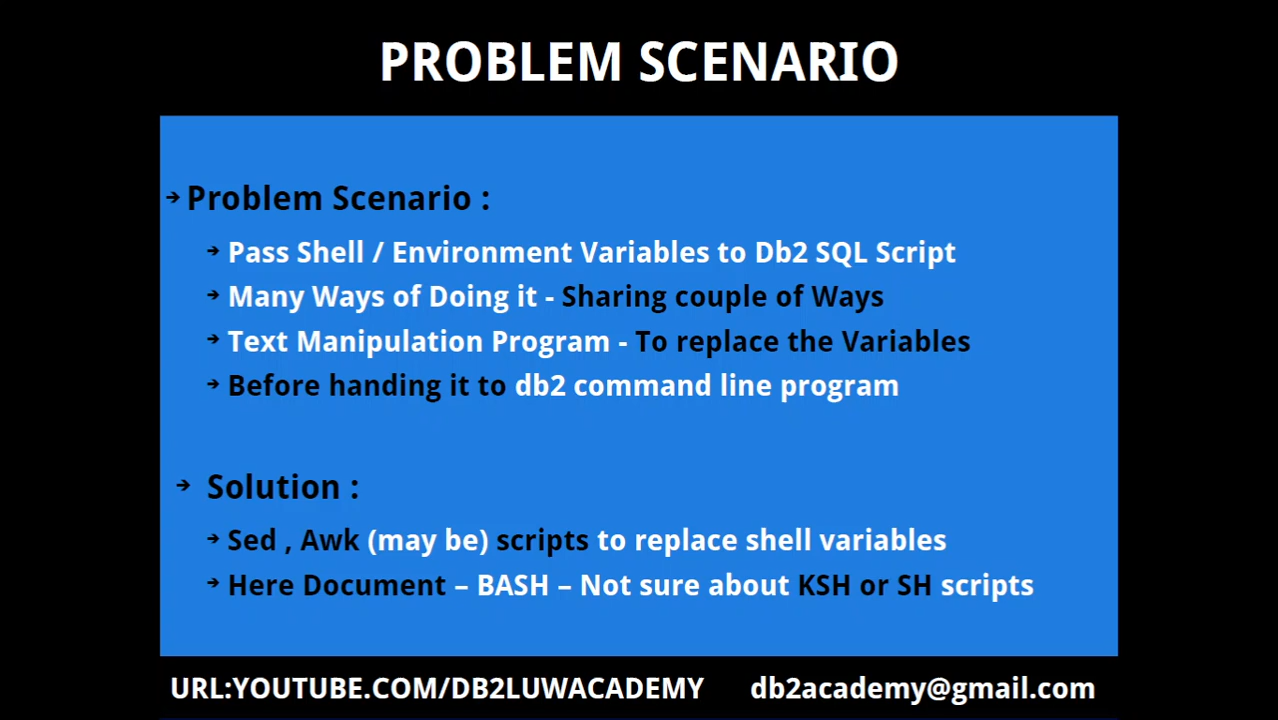 PROBLEM SCENARIO
➔ Problem Scenario :
➔ Pass Shell / Environment Variables to Db2 SQL Script
➔ Many Ways of Doing it - Sharing couple of Ways
➔ Text Manipulation Program - To replace the Variables
➔ Before handing it to db2 command line program
➔ Solution :
➔ Sed , Awk (may be) scripts to replace shell variables
➔ Here Document – BASH – Not sure about KSH or SH scripts
URL:YOUTUBE.COM/DB2LUWACADEMY db2academy@gmail.com